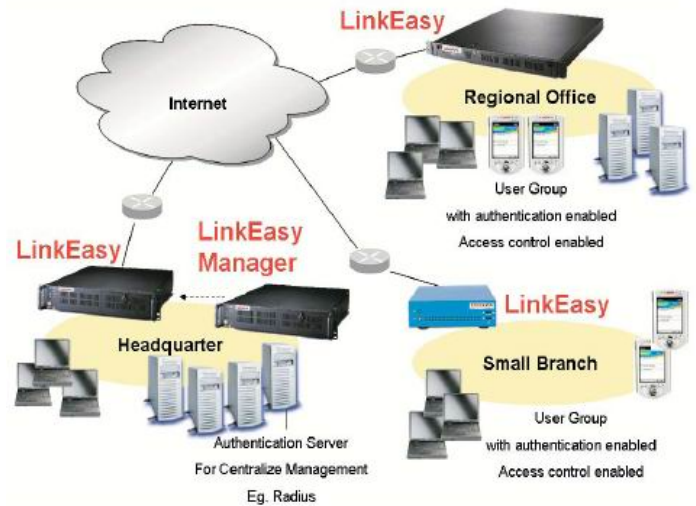 LinkEasy
Internet
Regional Office
User Group
with authentication enabled
Access control enabled
LinkEasy
LinkEasy
Manager
Headquarter
Authentication Server
For Centralize Management
Eg. Radius
LinkEasy
Small Branch
User Group
with authentication enabled
Access control enabled